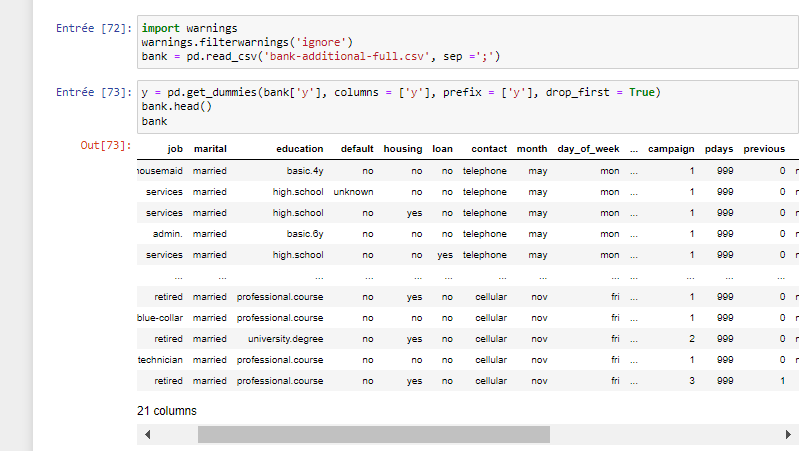 Entrée [72]: import warnings
warnings.filterwarnings('ignore')
bank = pd.read_csv('bank-additional-full.csv', sep =';')
Entrée [73]: y = pd.get_dummies(bank['y'], columns = ['y'], prefix = ['y'], drop_first = True)
bank.head()
bank
Out[73]:
job marital education default housing loan contact month day_of_week ... campaign pdays previous
housemaid married basic.4y no no no telephone may mon ... 1 999 0
services married high.school unknown no no telephone may mon ... 1 999 0
services married high.school no yes no telephone may mon ... 1 999 0
admin. married basic.6y no no no telephone may mon ... 1 999 0
services married high.school no no yes telephone may mon ... 1 999 0
... ... ... ... ... ... ... ... ... ... ... ... ...
retired married professional.course no yes no cellular nov fri ... 1 999 0
blue-collar married professional.course no no no cellular nov fri ... 1 999 0
retired married university.degree no yes no cellular nov fri ... 2 999 0
technician married professional.course no no no cellular nov fri ... 1 999 0
retired married professional.course no yes no cellular nov fri ... 3 999 1
21 columns